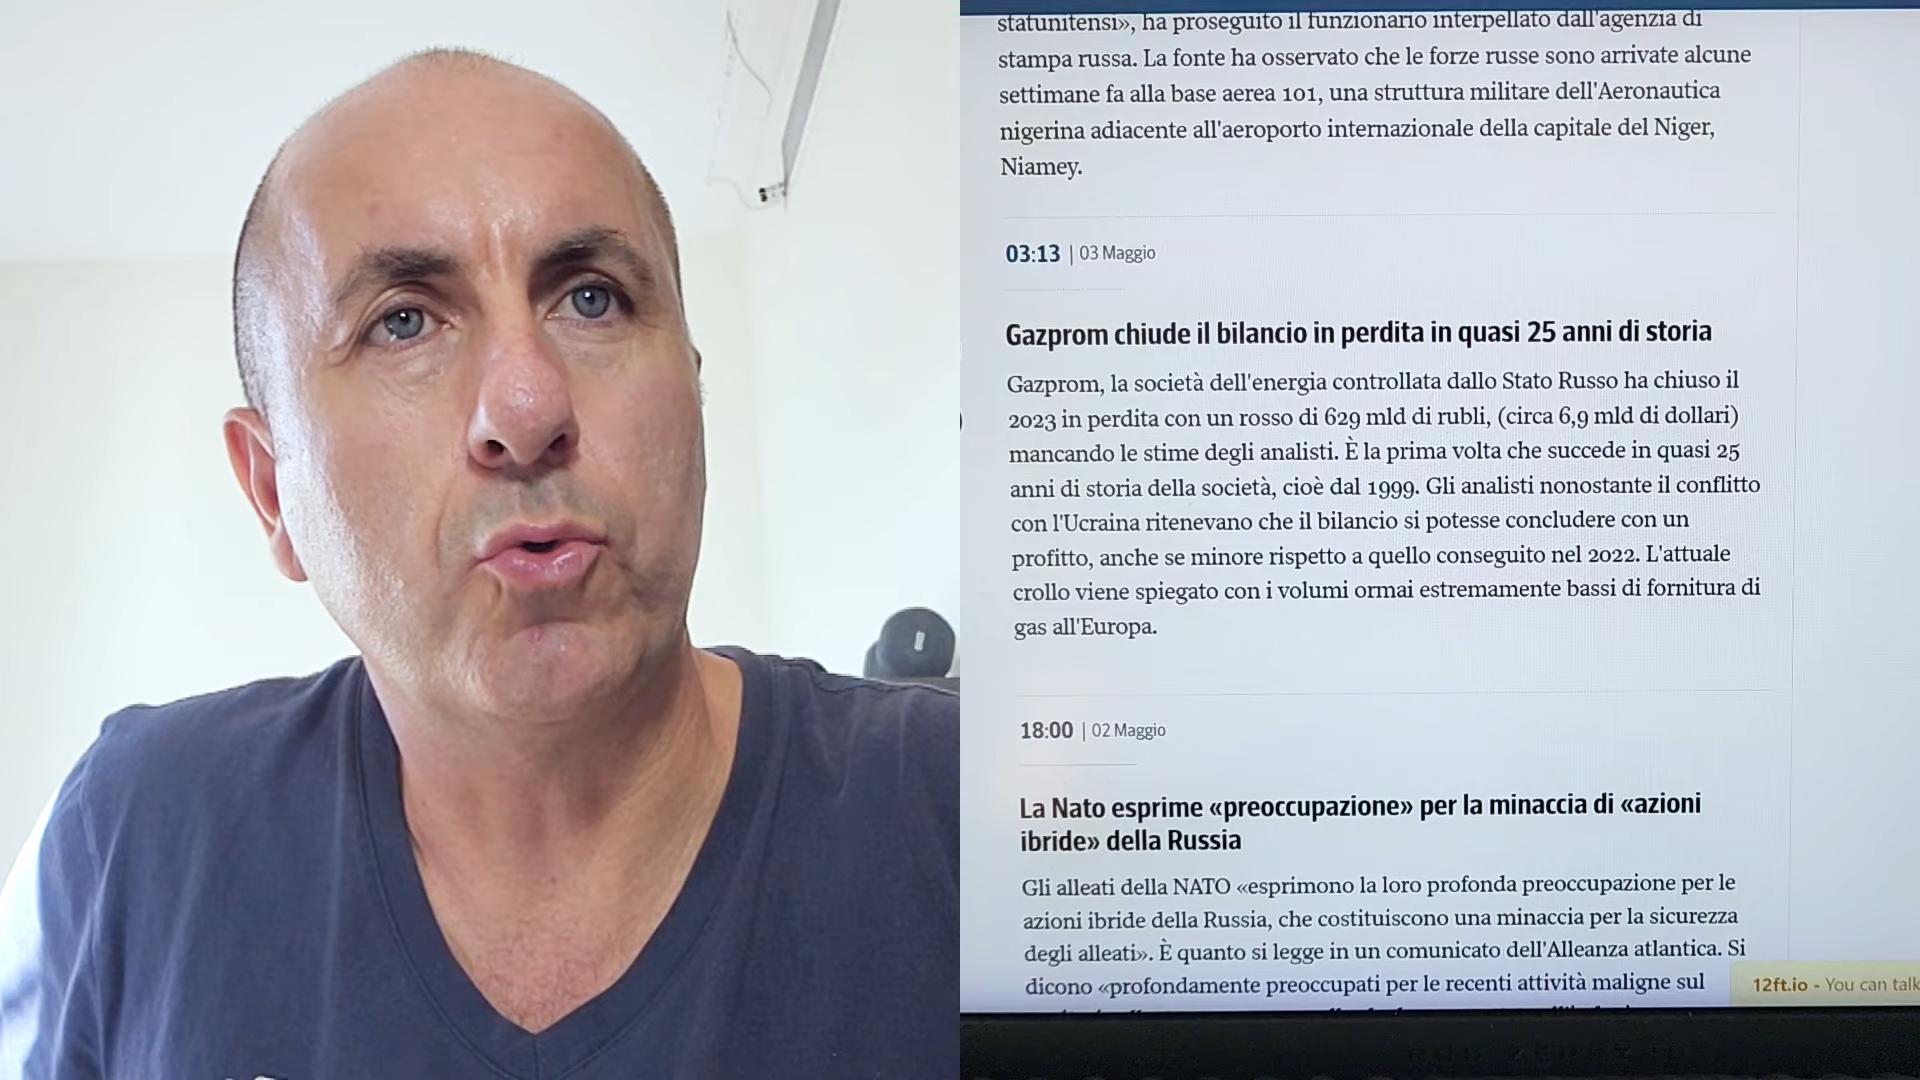 statunitensi», ha proseguito il funzionario interpellato dall'agenzia di
stampa russa. La fonte ha osservato che le forze russe sono arrivate alcune
settimane fa alla base aerea 101, una struttura militare dell'Aeronautica
nigerina adiacente all'aeroporto internazionale della capitale del Niger,
Niamey.
03:13 | 03 Maggio
Gazprom chiude il bilancio in perdita in quasi 25 anni di storia
Gazprom, la società dell'energia controllata dallo Stato Russo ha chiuso il
2023 in perdita con un rosso di 629 mld di rubli, (circa 6,9 mld di dollari)
mancando le stime degli analisti. È la prima volta che succede in quasi 25
anni di storia della società, cioè dal 1999. Gli analisti nonostante il conflitto
con l'Ucraina ritenevano che il bilancio si potesse concludere con un
profitto, anche se minore rispetto a quello conseguito nel 2022. L'attuale
crollo viene spiegato con i volumi ormai estremamente bassi di fornitura di
gas all'Europa.
18:00 | 02 Maggio
La Nato esprime «preoccupazione» per la minaccia di «azioni
ibride» della Russia
Gli alleati della NATO «esprimono la loro profonda preoccupazione per le
azioni ibride della Russia, che costituiscono una minaccia per la sicurezza
degli alleati». È quanto si legge in un comunicato dell'Alleanza atlantica. Si
dicono «profondamente preoccupati per le recenti attività maligne sul
12ft.io - You can talk